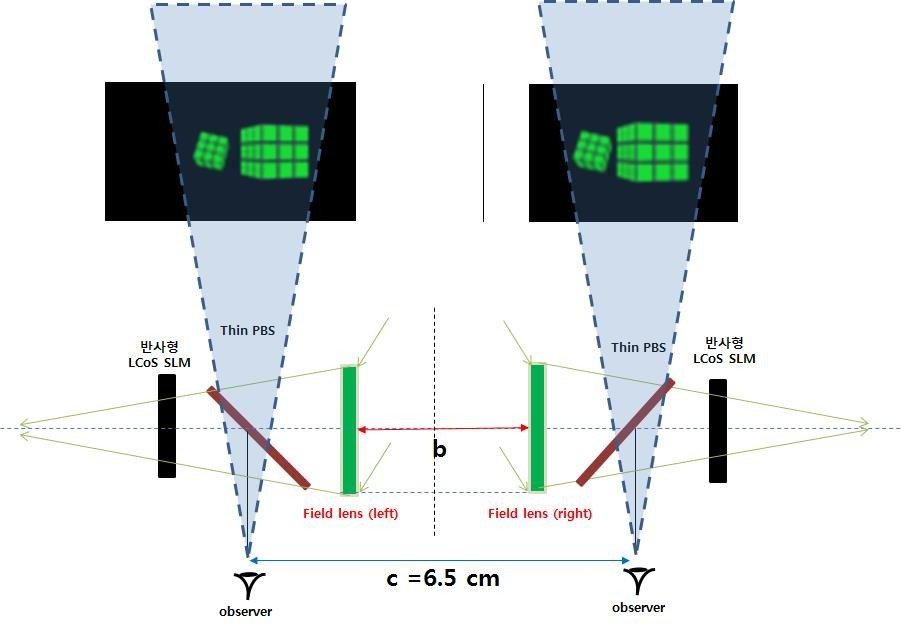 Thin PBS
반사형
LCoS SLM
Thin PBS
반사형
LCoS SLM
b
Field lens (left)
Field lens (right)
c =6.5 cm
observer
observer